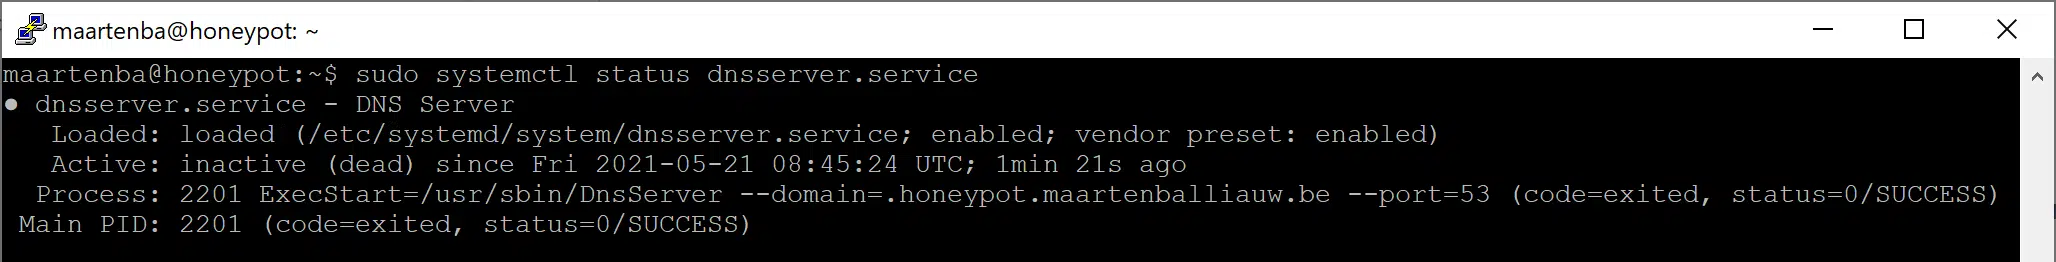 maartenba@honeypot: ~
maartenba@honeypot:~$ sudo systemctl status dnsserver.service
● dnsserver.service - DNS Server
   Loaded: loaded (/etc/systemd/system/dnsserver.service; enabled; vendor preset: enabled)
   Active: inactive (dead) since Fri 2021-05-21 08:45:24 UTC; 1min 21s ago
  Process: 2201 ExecStart=/usr/sbin/DnsServer --domain=.honeypot.maartenballiauw.be --port=53 (code=exited, status=0/SUCCESS)
 Main PID: 2201 (code=exited, status=0/SUCCESS)